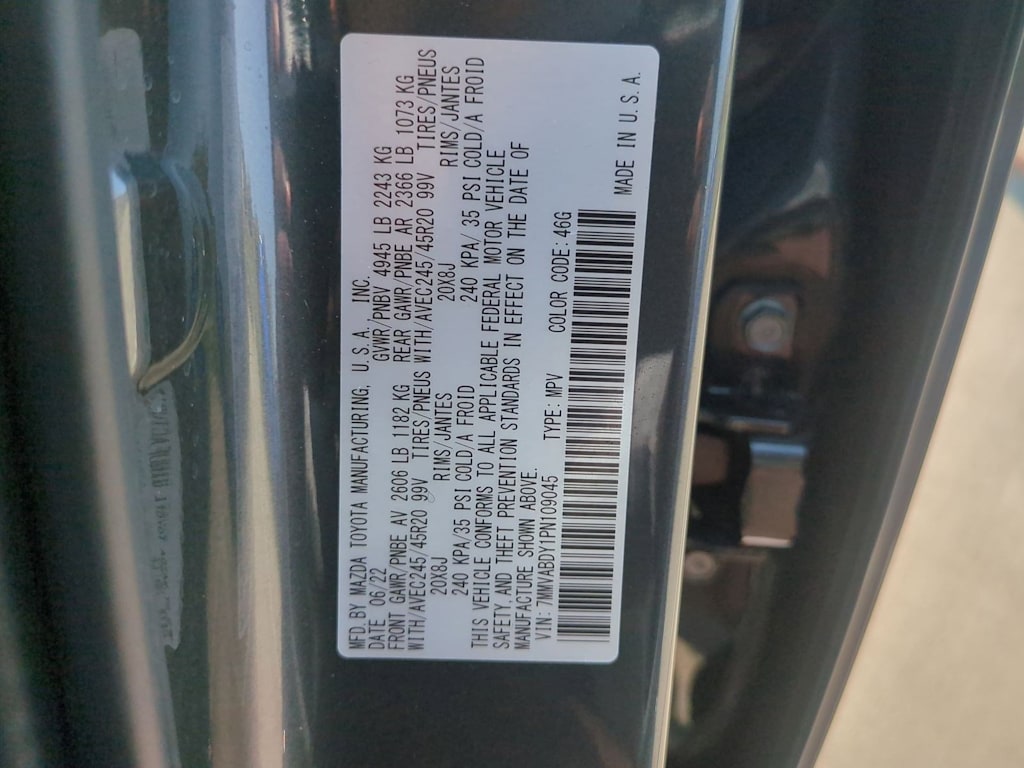 MFD.BY MAZDA TOYOTA MANUFACTURING, U.S.A. INC.
DATE 06/22 GVWR/PNBV 4945 LB 2243 KG
FRONT GAWR/PNBE AV 2606 LB 1182 KG REAR GAWR/PNBE AR 2366 LB 1073 KG
WITH/AVEC245/45R20 99V TIRES/PNEUS WITH/AVEC245/45R20 99V TIRES/PNEUS
20X8J RIMS/JANTES 20X8J RIMS/JANTES
240 KPA/35 PSI COLD/A FROID 240 KPA/ 35 PSI COLD/A FROID
THIS VEHICLE CONFORMS TO ALL APPLICABLE FEDERAL MOTOR VEHICLE
SAFETY, AND THEFT PREVENTION STANDARDS IN EFFECT ON THE DATE OF
MANUFACTURE SHOWN ABOVE.
VIN: 7MMVABDY1PN109045 TYPE: MPV COLOR CODE: 46G
MADE IN U.S.A.